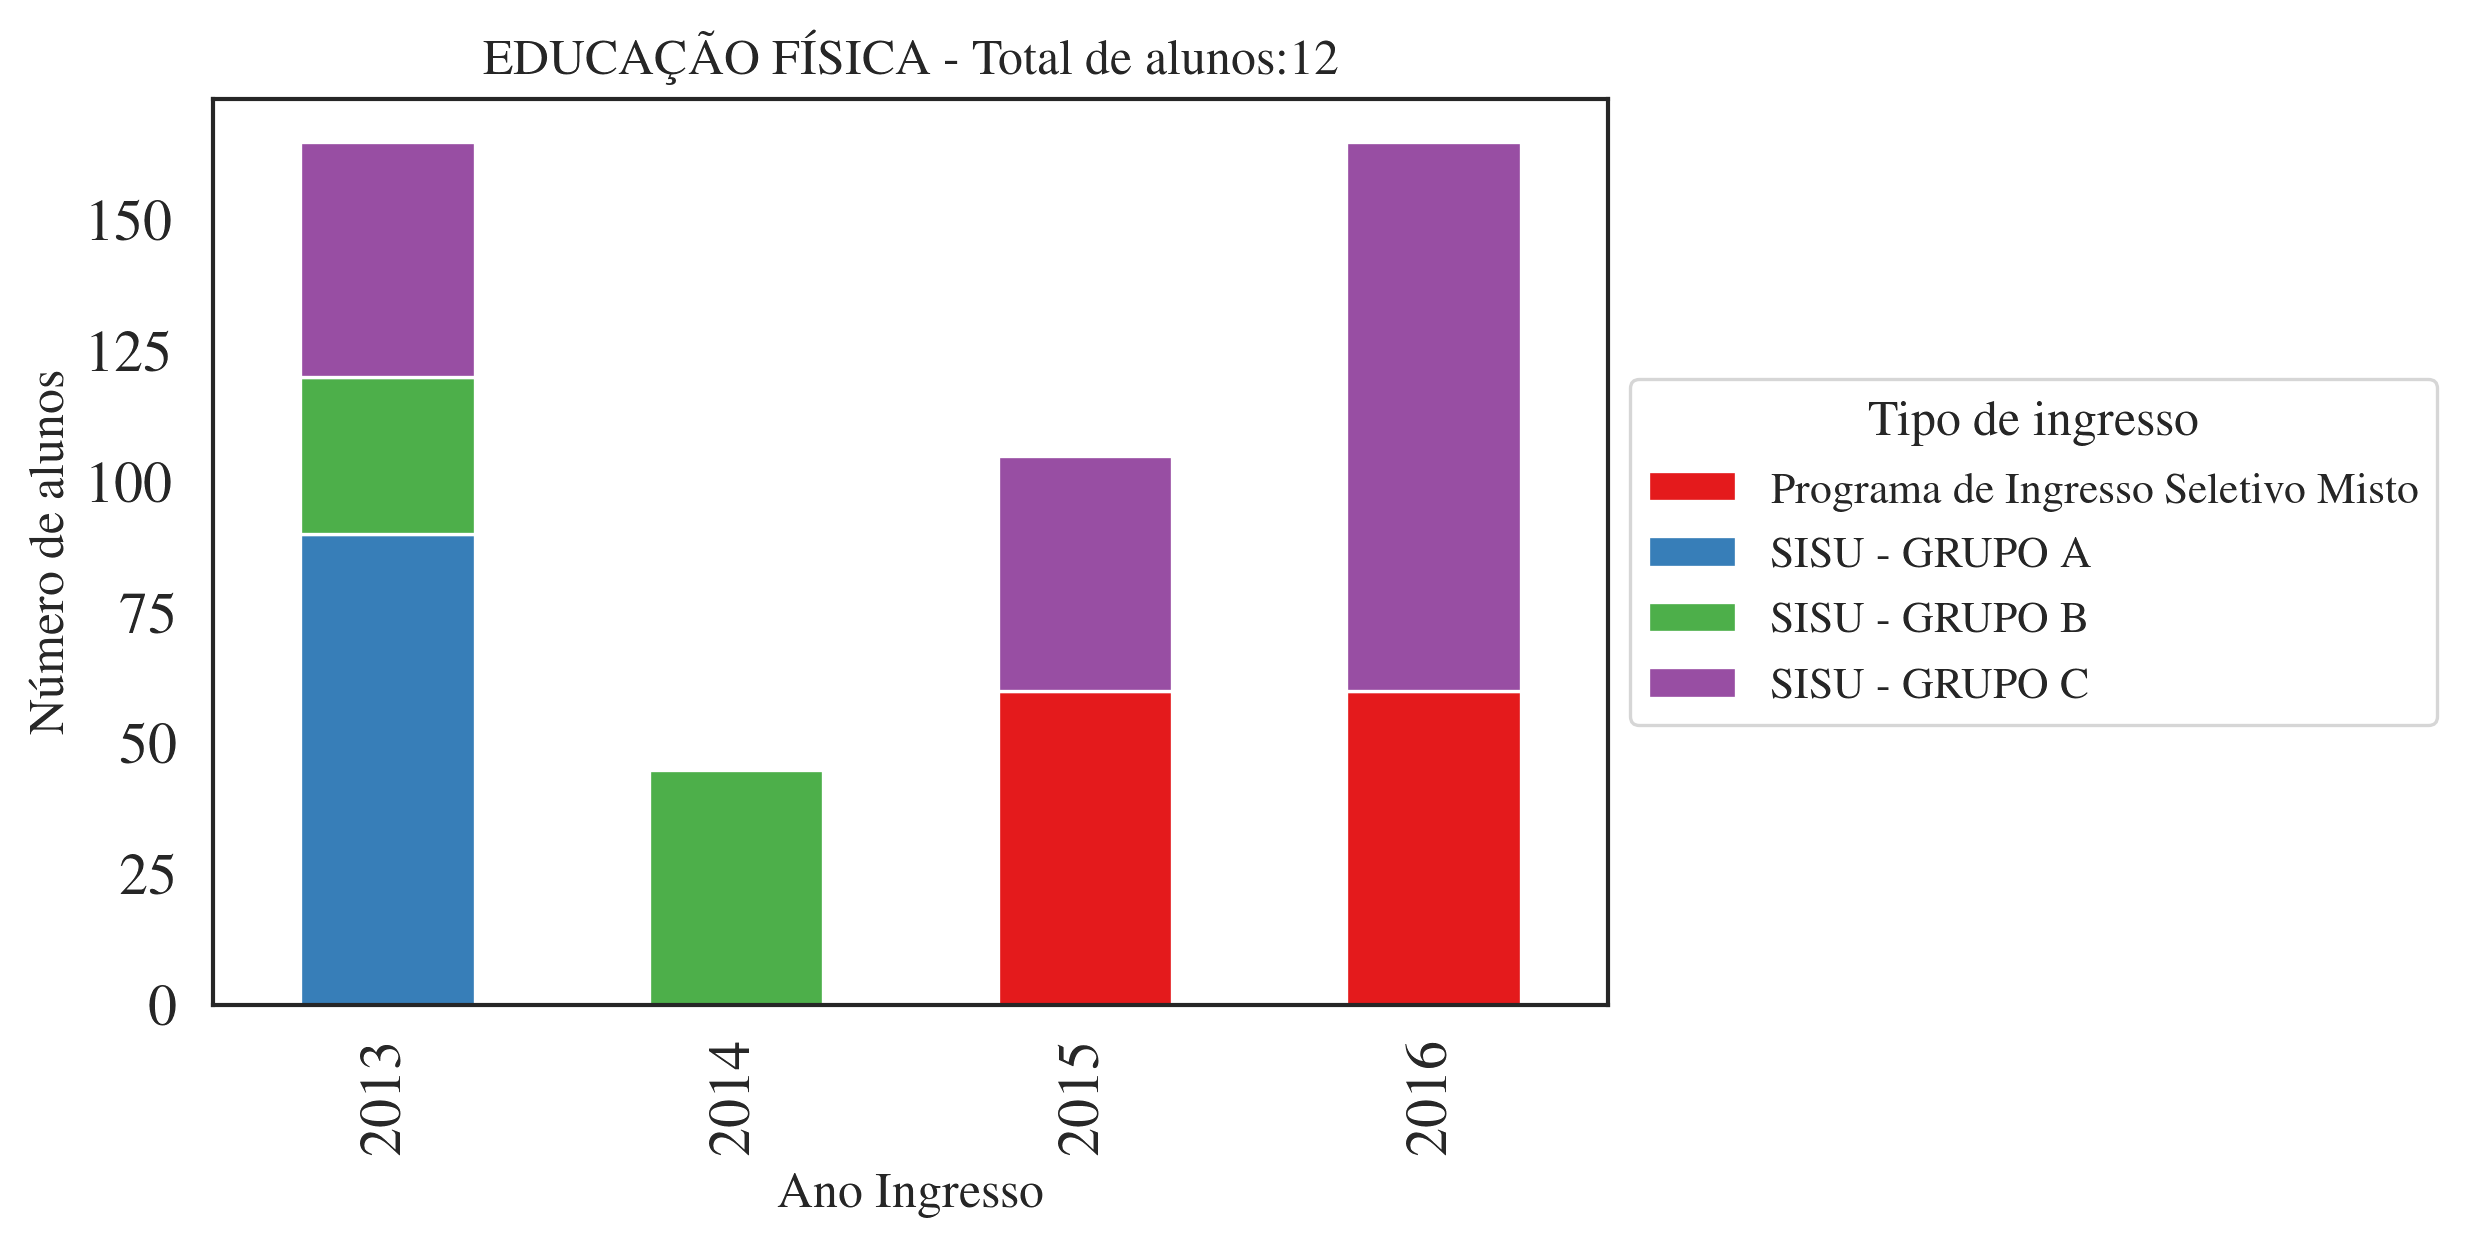 EDUCAÇÃO FÍSICA - Total de alunos:12
Número de alunos
150
125
100
75
50
25
0
2013
2014
2015
2016
Ano Ingresso
Tipo de ingresso
Programa de Ingresso Seletivo Misto
SISU - GRUPO A
SISU - GRUPO B
SISU - GRUPO C